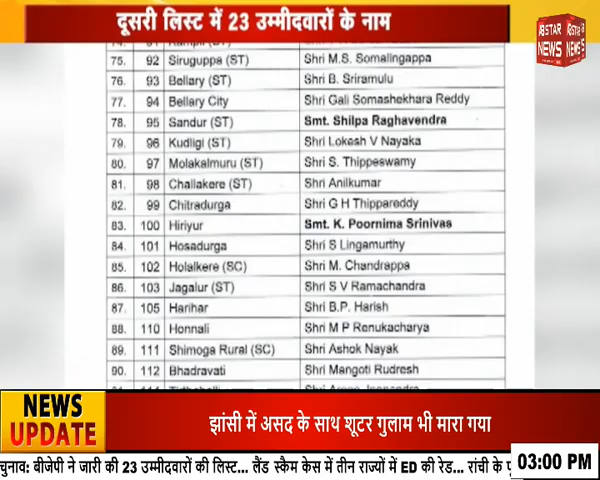 दूसरी लिस्ट में 23 उम्मीदवारों के नाम
STAR
NEWS
STAR
NEWS
75. 92 Siruguppa (ST) Shri M.S. Somalingappa
76. 93 Bellary (ST) Shri B. Sriramulu
77. 94 Bellary City Shri Gali Somashekhara Reddy
78. 95 Sandur (ST) Smt. Shilpa Raghavendra
79. 96 Kudligi (ST) Shri Lokesh V Nayaka
80. 97 Molakalmuru (ST) Shri S. Thippeswamy
81. 98 Challakere (ST) Shri Anilkumar
82. 99 Chitradurga Shri G H Thippareddy
83. 100 Hiriyur Smt. K. Poornima Srinivas
84. 101 Hosadurga Shri S Lingamurthy
85. 102 Holalkere (SC) Shri M. Chandrappa
86. 103 Jagalur (ST) Shri S V Ramachandra
87. 105 Harihar Shri B.P. Harish
88. 110 Honnali Shri M P Renukacharya
89. 111 Shimoga Rural (SC) Shri Ashok Nayak
90. 112 Bhadravati Shri Mangoti Rudresh
NEWS
UPDATE
झांसी में असद के साथ शूटर गुलाम भी मारा गया
चुनाव: बीजेपी ने जारी की 23 उम्मीदवारों की लिस्ट... लैंड स्कैम केस में तीन राज्यों में ED की रेड... रांची के
03:00 PM